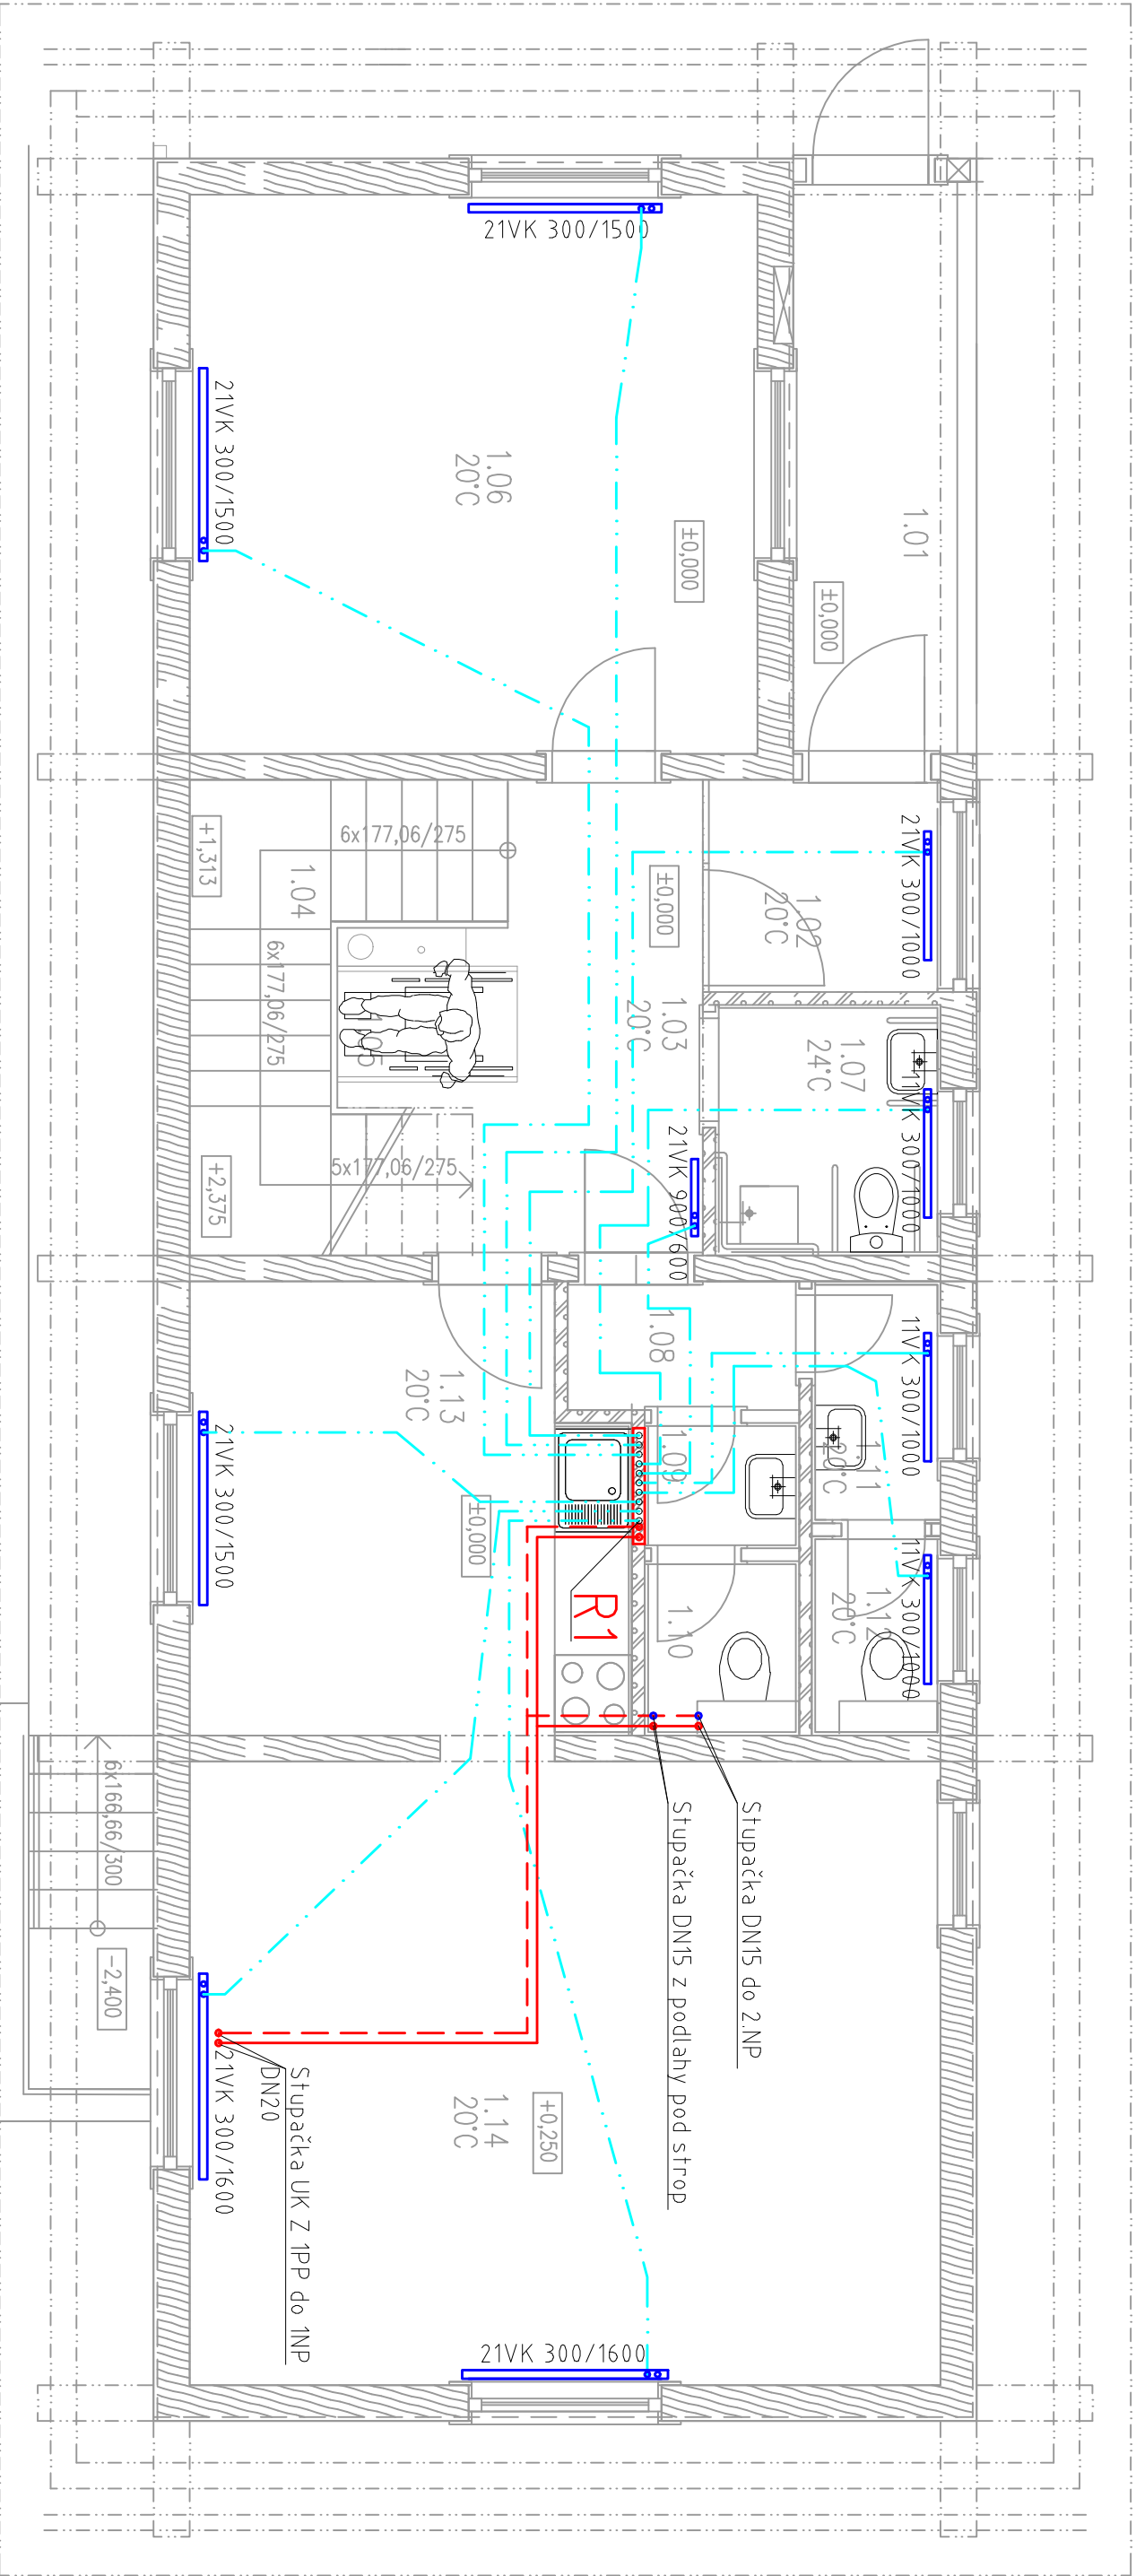 21VK 300/1500
21VK 300/1500
1.06
20°C
±0,000
1.01
±0,000
21VK 300/1000
1.02
20°C
±0,000
+1,313
1.04
6x177,06/275
6x177,06/275
5x177,06/275
+2,375
1.03
20°C
1.07
24°C
11VK 300/1000
21VK 900/600
1.08
11VK 300/1000
1.13
20°C
21VK 300/1500
±0,000
1.09
1.11
20°C
R1
1.10
1.12
20°C
11VK 300/1000
6x166,66/300
-2,400
Stupačka DN15 do 2.NP
Stupačka DN15 z podlahy pod strop
21VK 300/1600
Stupačka UK Z 1PP do 1NP
DN20
+0,250
1.14
20°C
21VK 300/1600